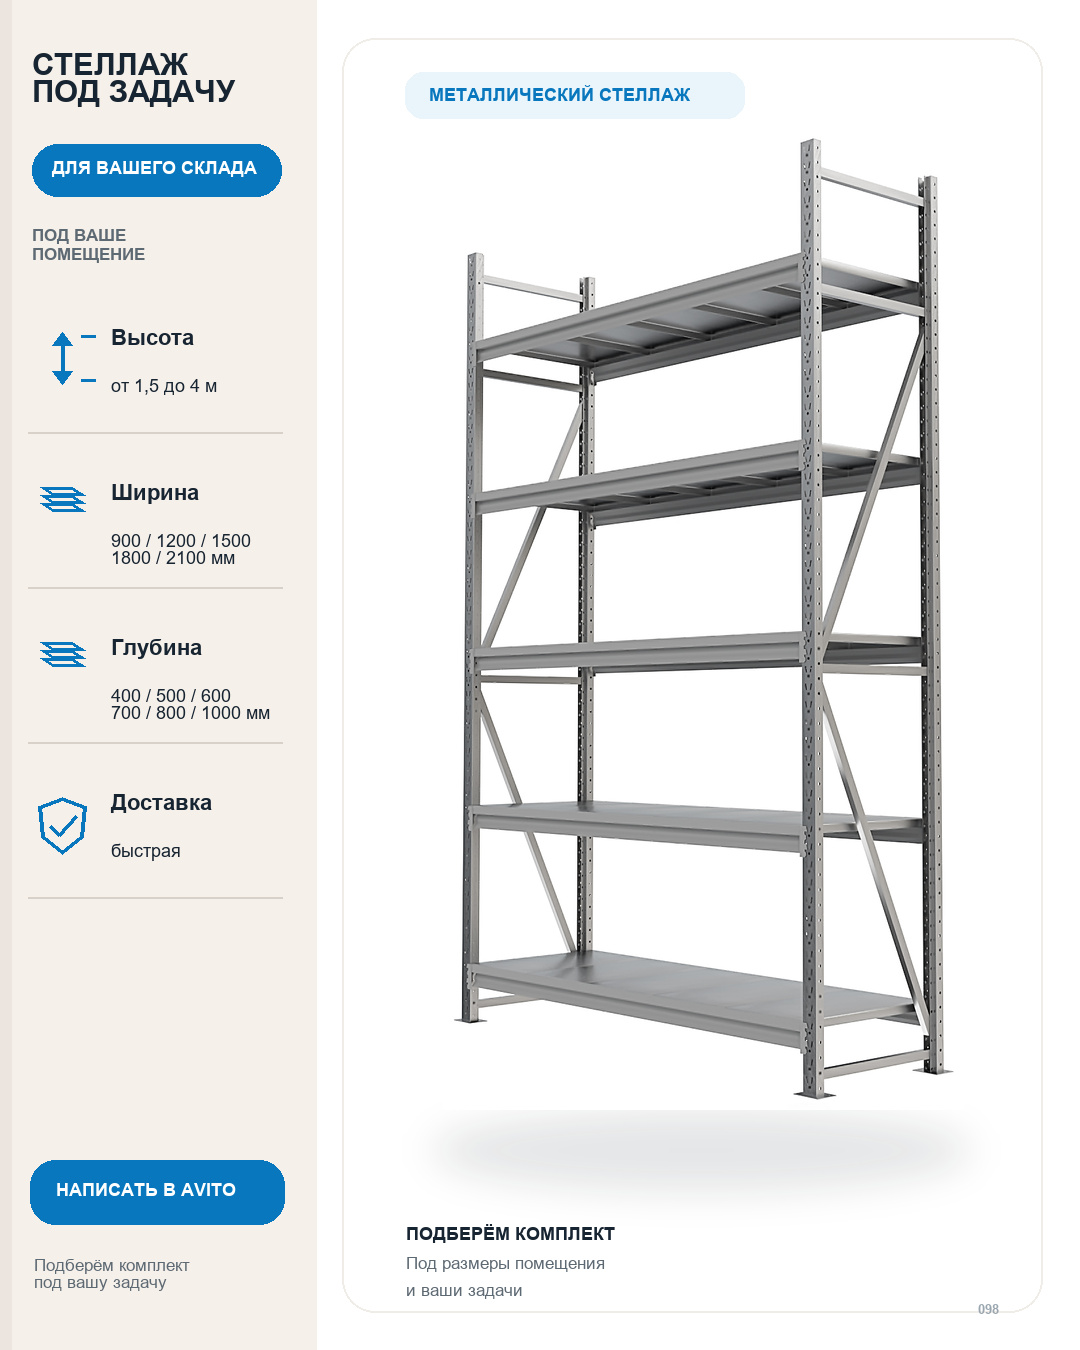 СТЕЛЛАЖ
ПОД ЗАДАЧУ
ДЛЯ ВАШЕГО СКЛАДА
ПОД ВАШЕ
ПОМЕЩЕНИЕ
Высота
от 1,5 до 4 м
Ширина
900 / 1200 / 1500
1800 / 2100 мм
Глубина
400 / 500 / 600
700 / 800 / 1000 мм
Доставка
быстрая
НАПИСАТЬ В AVITO
Подберём комплект
под вашу задачу
МЕТАЛЛИЧЕСКИЙ СТЕЛЛАЖ
ПОДБЕРЁМ КОМПЛЕКТ
Под размеры помещения
и ваши задачи
098